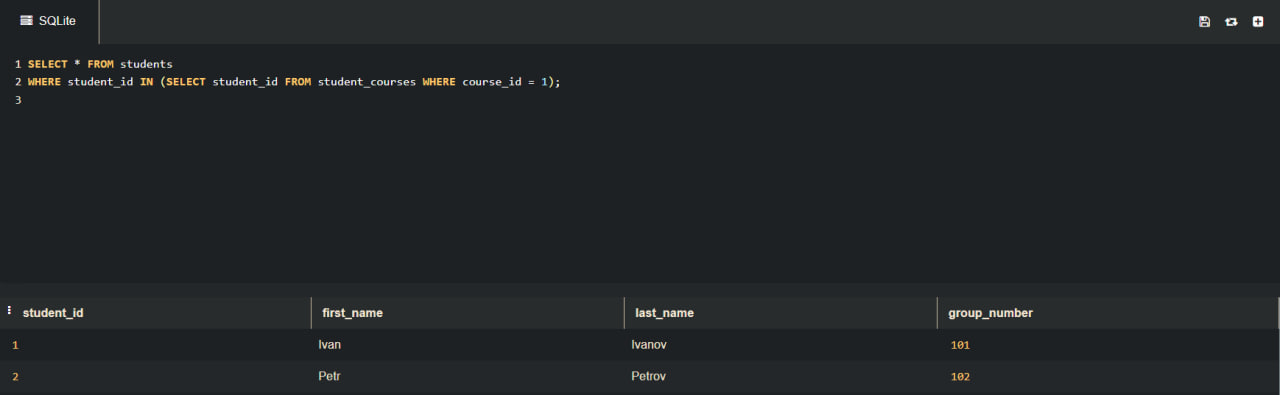 SQLite
1 SELECT * FROM students
2 WHERE student_id IN (SELECT student_id FROM student_courses WHERE course_id = 1);
3
student_id first_name last_name group_number
1 Ivan Ivanov 101
2 Petr Petrov 102